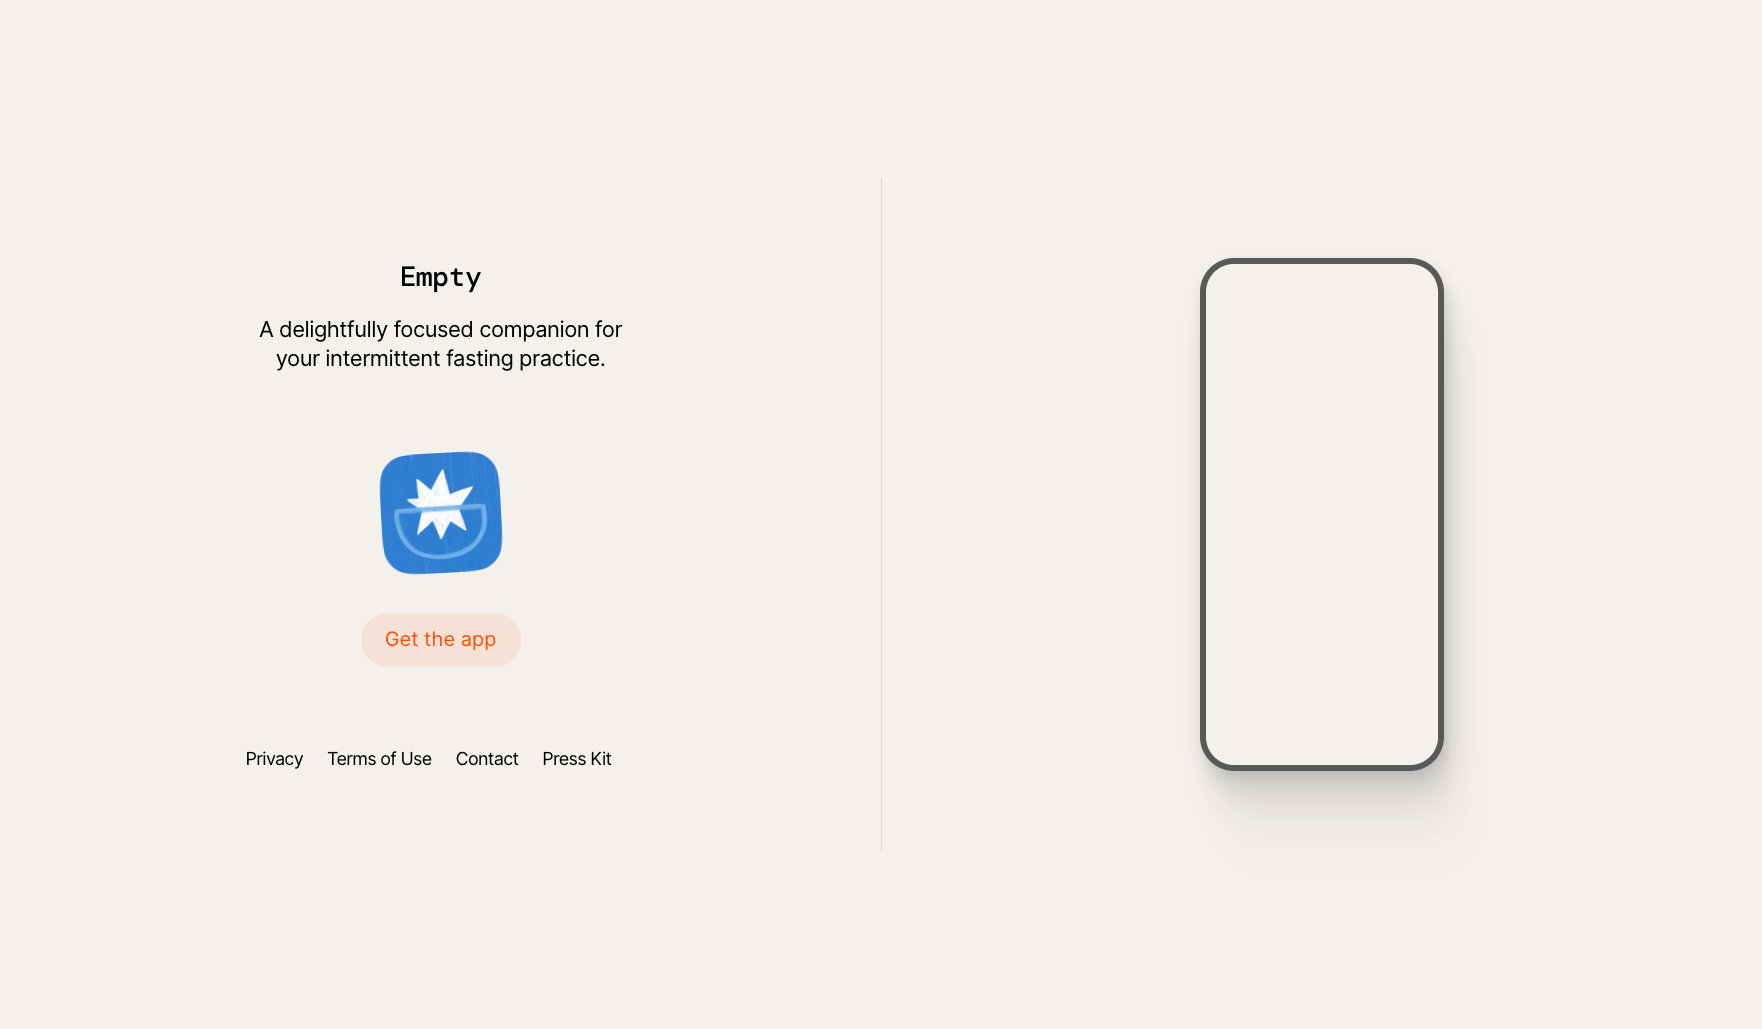 Empty
A delightfully focused companion for
your intermittent fasting practice.
Get the app
Privacy Terms of Use Contact Press Kit